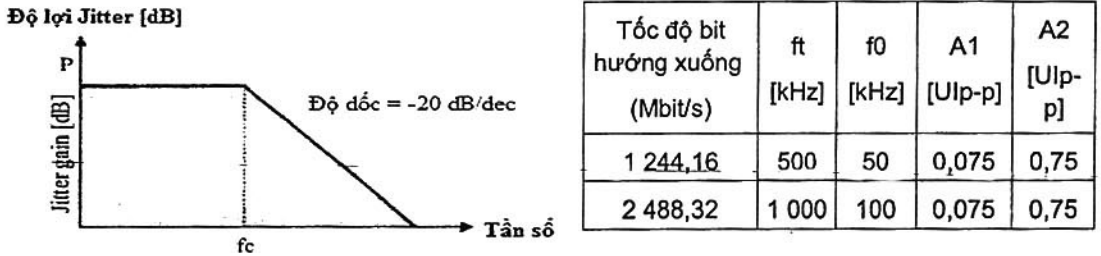 Độ lợi Jitter [dB]
P
Jitter gain [dB]
Độ dốc = -20 dB/dec
fc
Tần số
Tốc độ bit hướng xuống (Mbit/s) ft [kHz] f0 [kHz] A1 [UIp-p] A2 [UIp-p]
1 244,16 500 50 0,075 0,75
2 488,32 1 000 100 0,075 0,75